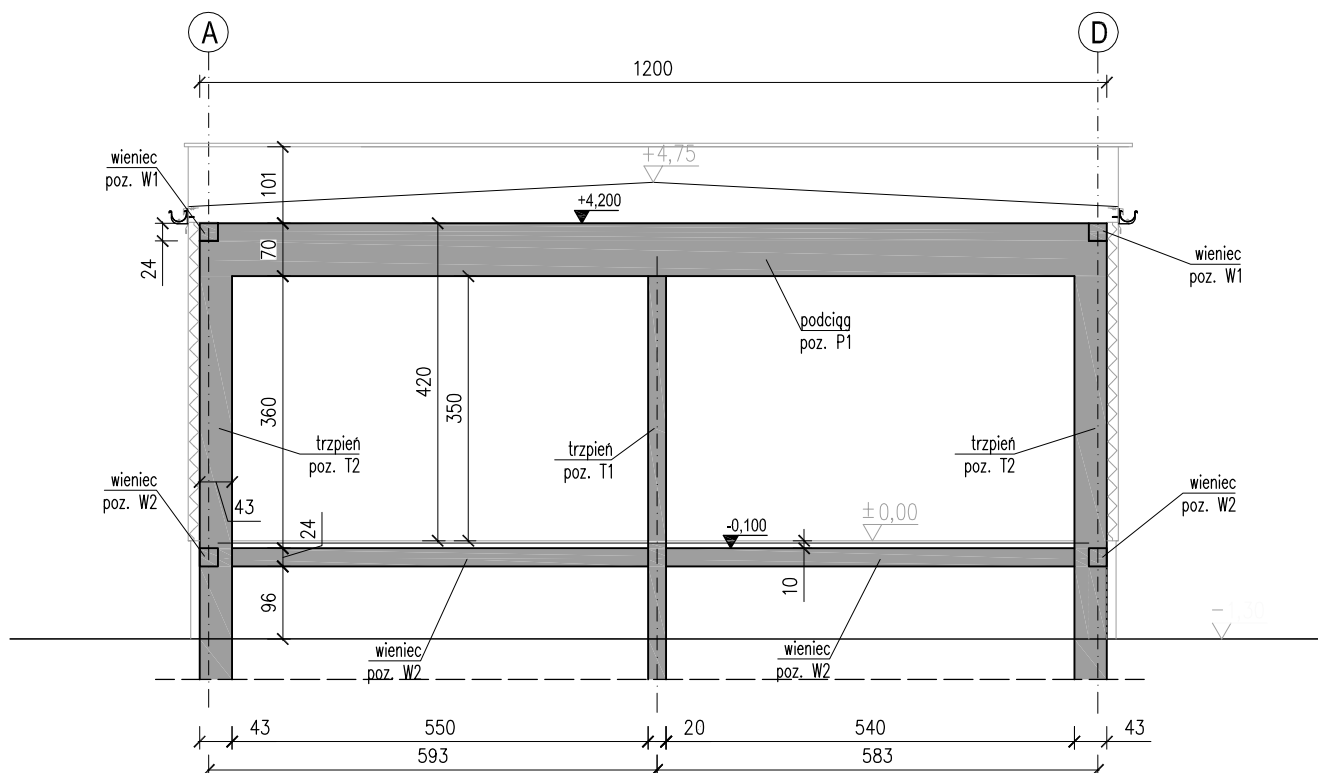 A
D
1200
wieniec
poz. W1
101
+4,75
+4,200
24
70
wieniec
poz. W1
podciąg
poz. P1
420
350
360
trzpień
poz. T2
trzpień
poz. T1
trzpień
poz. T2
wieniec
poz. W2
43
24
-0,100
±0,00
wieniec
poz. W2
96
10
wieniec
poz. W2
wieniec
poz. W2
43
550
20
540
43
593
583